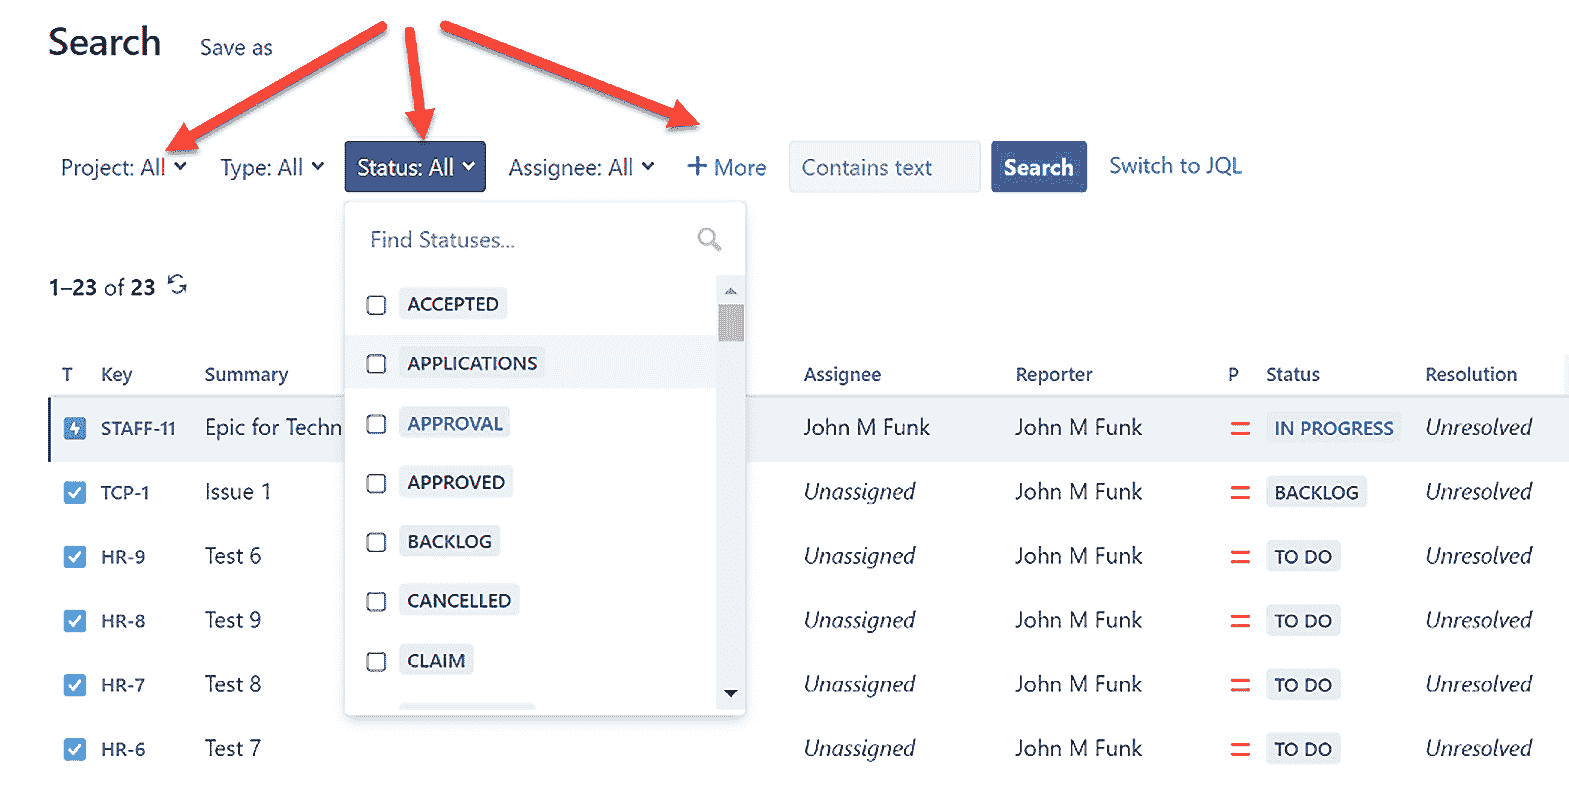 Search Save as
Project: All Type: All Status: All Assignee: All + More Contains text Search Switch to JQL
Find Statuses...
1–23 of 23
ACCEPTED
APPLICATIONS
APPROVAL
APPROVED
BACKLOG
CANCELLED
CLAIM
T Key Summary Assignee Reporter P Status Resolution
STAFF-11 Epic for Techn John M Funk John M Funk IN PROGRESS Unresolved
TCP-1 Issue 1 Unassigned John M Funk BACKLOG Unresolved
HR-9 Test 6 Unassigned John M Funk TO DO Unresolved
HR-8 Test 9 Unassigned John M Funk TO DO Unresolved
HR-7 Test 8 Unassigned John M Funk TO DO Unresolved
HR-6 Test 7 Unassigned John M Funk TO DO Unresolved